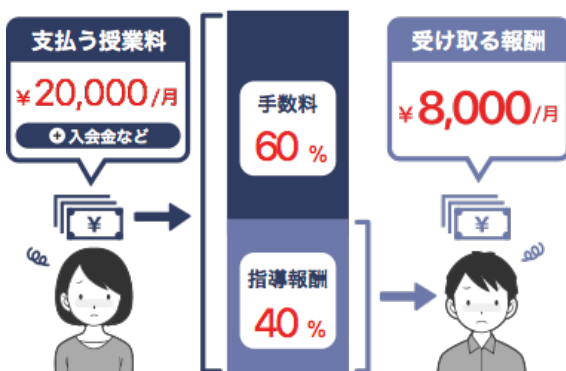 支払う授業料
¥20,000/月
+入会金など
¥
手数料
60 %
指導報酬
40 %
受け取る報酬
¥8,000/月
¥